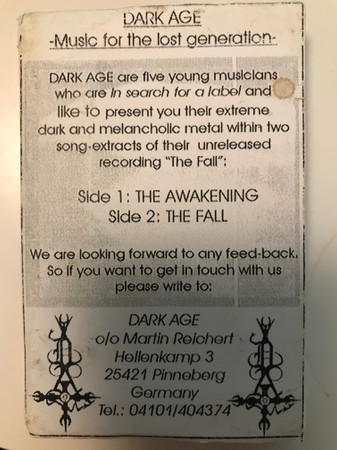 DARK AGE
-Music for the lost generation-
DARK AGE are five young musicians
who are in search for a label and
like to present you their extreme
dark and melancholic metal within two
song-extracts of their unreleased
recording "The Fall":
Side 1: THE AWAKENING
Side 2: THE FALL
We are looking forward to any feed-back.
So if you want to get in touch with us
please write to:
DARK AGE
c/o Martin Reichert
Hellenkamp 3
25421 Pinneberg
Germany
Tel.: 04101/404374